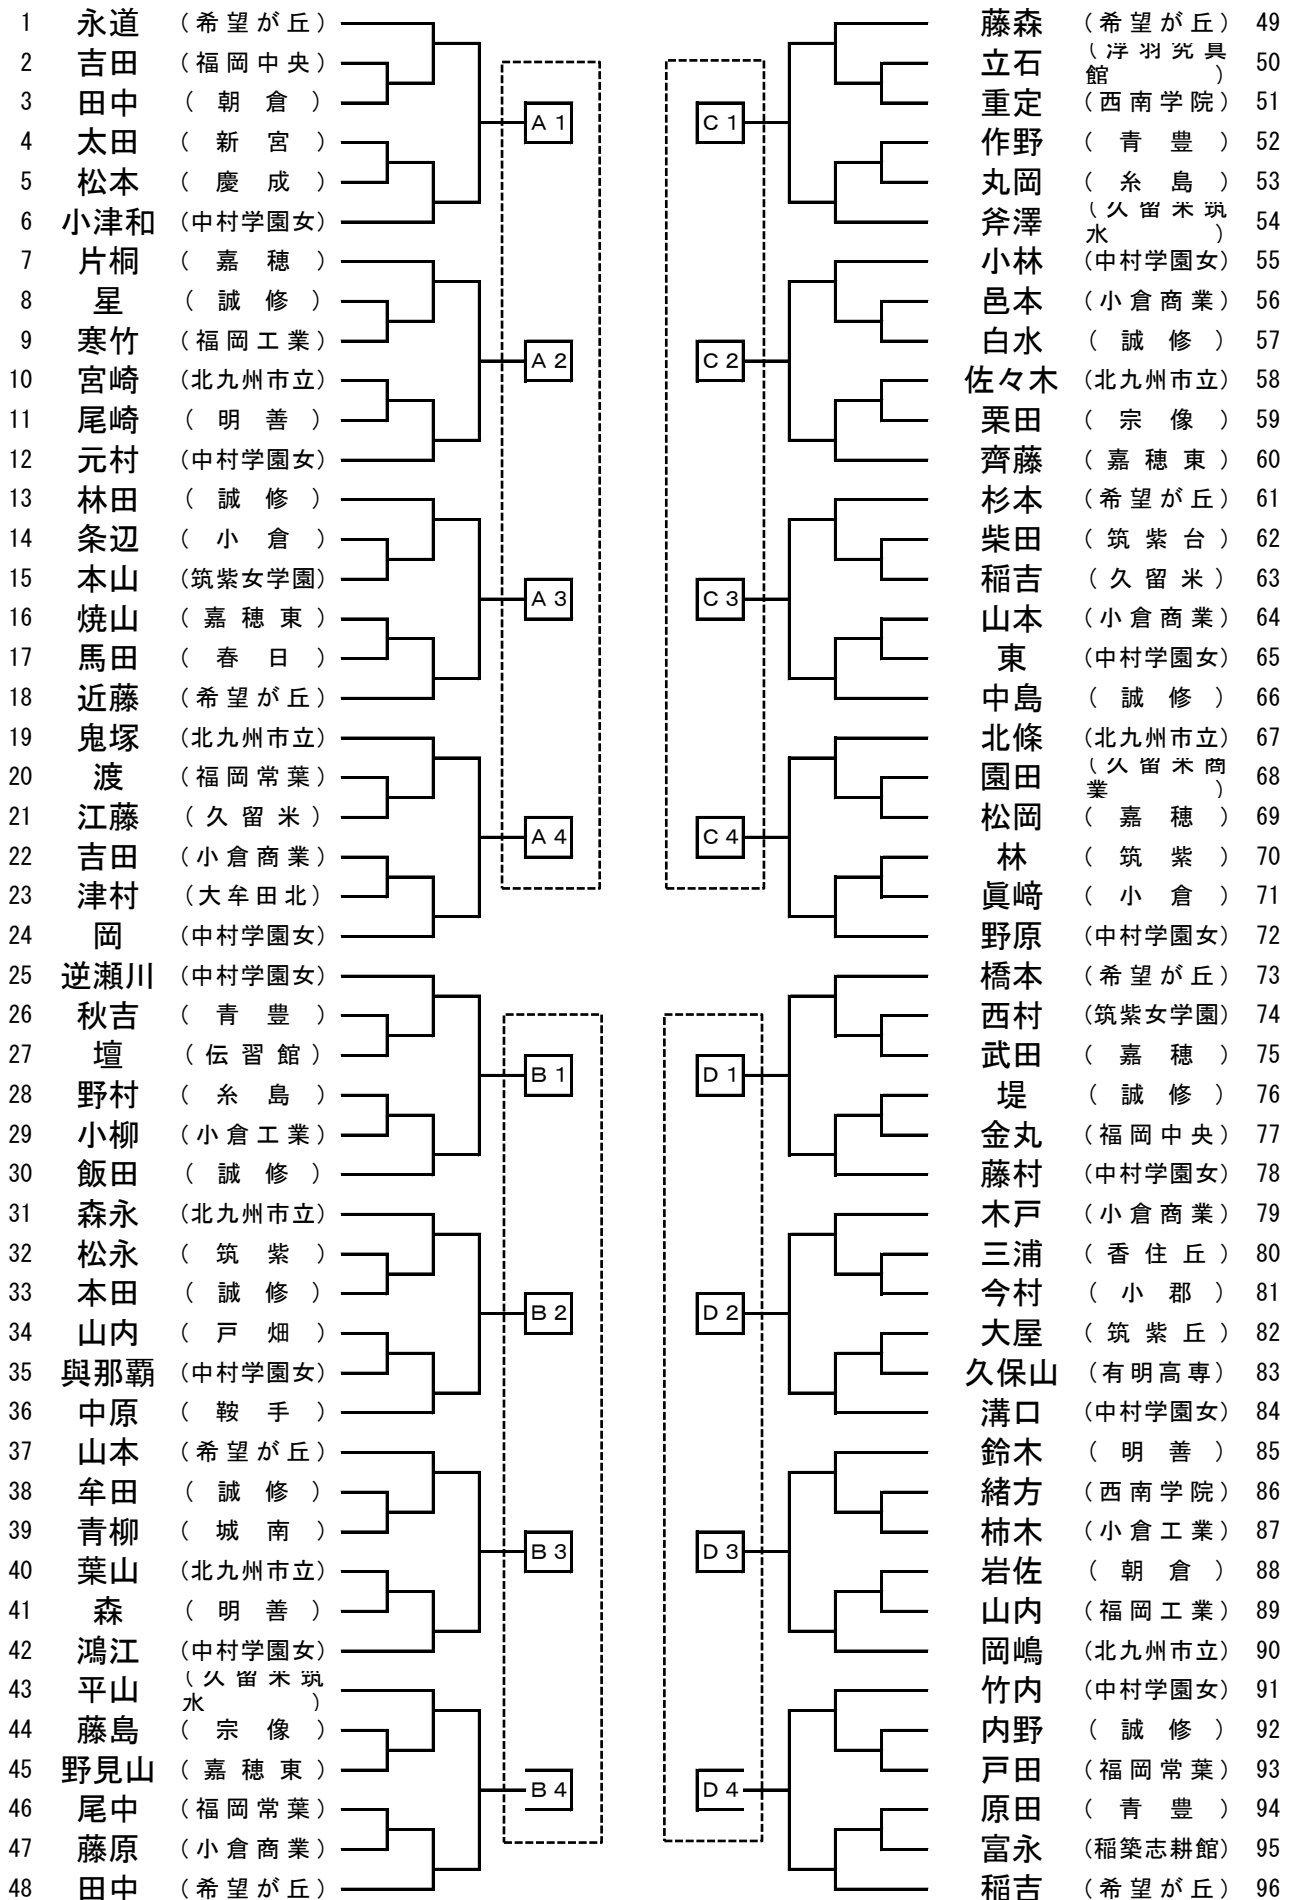 1 永道 (希望が丘) 藤森 (希望が丘) 49
2 吉田 (福岡中央) 立石 (浮羽究真館) 50
3 田中 (朝倉) A1 C1 重定 (西南学院) 51
4 太田 (新宮) 作野 (青豊) 52
5 松本 (慶成) 丸岡 (糸島) 53
6 小津和 (中村学園女) 斧澤 (久留米筑水) 54
7 片桐 (嘉穂) 小林 (中村学園女) 55
8 星 (誠修) 邑本 (小倉商業) 56
9 寒竹 (福岡工業) A2 C2 白水 (誠修) 57
10 宮崎 (北九州市立) 佐々木 (北九州市立) 58
11 尾崎 (明善) 栗田 (宗像) 59
12 元村 (中村学園女) 齊藤 (嘉穂東) 60
13 林田 (誠修) 杉本 (希望が丘) 61
14 条辺 (小倉) 柴田 (筑紫台) 62
15 本山 (筑紫女学園) A3 C3 稲吉 (久留米) 63
16 焼山 (嘉穂東) 山本 (小倉商業) 64
17 馬田 (春日) 東 (中村学園女) 65
18 近藤 (希望が丘) 中島 (誠修) 66
19 鬼塚 (北九州市立) 北條 (北九州市立) 67
20 渡 (福岡常葉) 園田 (久留米商業) 68
21 江藤 (久留米) A4 C4 松岡 (嘉穂) 69
22 吉田 (小倉商業) 林 (筑紫) 70
23 津村 (大牟田北) 眞﨑 (小倉) 71
24 岡 (中村学園女) 野原 (中村学園女) 72
25 逆瀬川 (中村学園女) 橋本 (希望が丘) 73
26 秋吉 (青豊) 西村 (筑紫女学園) 74
27 壇 (伝習館) B1 D1 武田 (嘉穂) 75
28 野村 (糸島) 堤 (誠修) 76
29 小柳 (小倉工業) 金丸 (福岡中央) 77
30 飯田 (誠修) 藤村 (中村学園女) 78
31 森永 (北九州市立) 木戸 (小倉商業) 79
32 松永 (筑紫) 三浦 (香住丘) 80
33 本田 (誠修) B2 D2 今村 (小郡) 81
34 山内 (戸畑) 大屋 (筑紫丘) 82
35 與那覇 (中村学園女) 久保山 (有明高専) 83
36 中原 (鞍手) 溝口 (中村学園女) 84
37 山本 (希望が丘) 鈴木 (明善) 85
38 牟田 (誠修) 緒方 (西南学院) 86
39 青柳 (城南) B3 D3 柿木 (小倉工業) 87
40 葉山 (北九州市立) 岩佐 (朝倉) 88
41 森 (明善) 山内 (福岡工業) 89
42 鴻江 (中村学園女) 岡嶋 (北九州市立) 90
43 平山 (久留米筑水) 竹内 (中村学園女) 91
44 藤島 (宗像) 内野 (誠修) 92
45 野見山 (嘉穂東) B4 D4 戸田 (福岡常葉) 93
46 尾中 (福岡常葉) 原田 (青豊) 94
47 藤原 (小倉商業) 富永 (稲築志耕館) 95
48 田中 (希望が丘) 稲吉 (希望が丘) 96